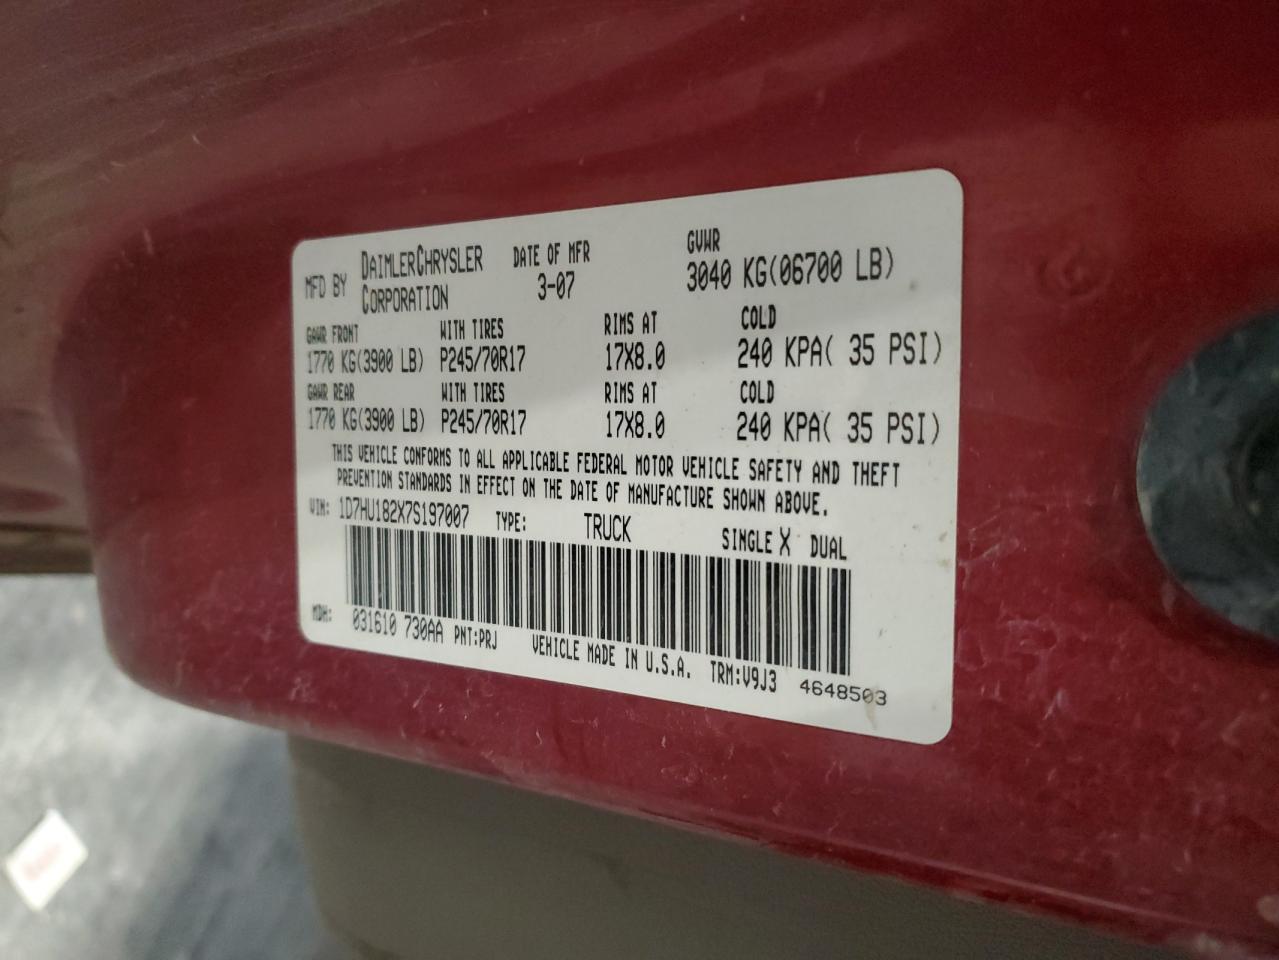 MFD BY DAIMLERCHRYSLER CORPORATION DATE OF MFR 3-07 GVWR 3040 KG(06700 LB)
GAWR FRONT WITH TIRES RIMS AT COLD
1770 KG(3900 LB) P245/70R17 17X8.0 240 KPA( 35 PSI)
GAWR REAR WITH TIRES RIMS AT COLD
1770 KG(3900 LB) P245/70R17 17X8.0 240 KPA( 35 PSI)
THIS VEHICLE CONFORMS TO ALL APPLICABLE FEDERAL MOTOR VEHICLE SAFETY AND THEFT
PREVENTION STANDARDS IN EFFECT ON THE DATE OF MANUFACTURE SHOWN ABOVE.
VIN: 1D7HU182X7S197007 TYPE: TRUCK SINGLE X DUAL
MDH: 031610 730AA PNT:PRJ VEHICLE MADE IN U.S.A. TRM:V9J3 4648503